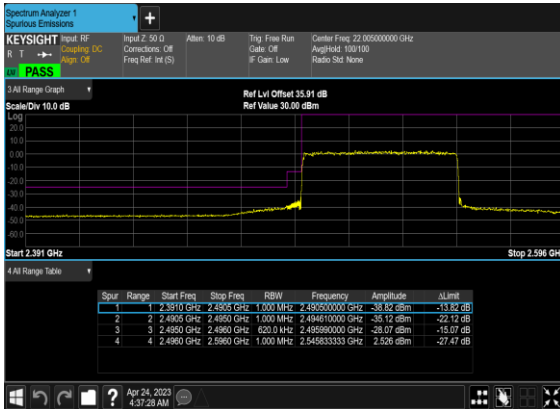 Spectrum Analyzer 1
Spurious Emissions
+
KEYSIGHT Input: RF Input Z: 50 Ω Atten: 10 dB Trig: Free Run Center Freq: 22.005000000 GHz
R T Coupling: DC Corrections: Off Gate: Off Avg|Hold: 100/100
Align: Off Freq Ref: Int (S) IF Gain: Low Radio Std: None
PASS
3 All Range Graph Ref Lvl Offset 35.91 dB
Scale/Div 10.0 dB Ref Value 30.00 dBm
Log
20.0
10.0
0.00
-10.0
-20.0
-30.0
-40.0
-50.0
-60.0
Start 2.391 GHz Stop 2.596 GH
4 All Range Table
Spur Range Start Freq Stop Freq RBW Frequency Amplitude ΔLimit
1 1 2.3910 GHz 2.4905 GHz 1.000 MHz 2.490500000 GHz -38.82 dBm -13.82 dB
2 2 2.4905 GHz 2.4950 GHz 1.000 MHz 2.494610000 GHz -35.12 dBm -22.12 dB
3 3 2.4950 GHz 2.4960 GHz 620.0 kHz 2.495990000 GHz -28.07 dBm -15.07 dB
4 4 2.4960 GHz 2.5960 GHz 1.000 MHz 2.545833333 GHz 2.526 dBm -27.47 dB
? Apr 24, 2023
4:37:28 AM